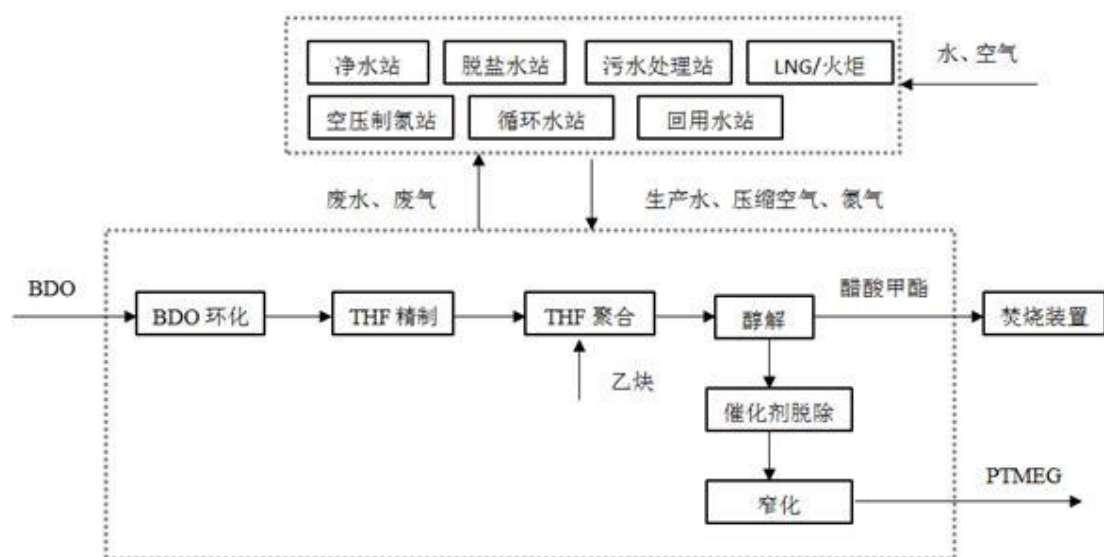 净水站 脱盐水站 污水处理站 LNG/火炬 水、空气
空压制氮站 循环水站 回用水站
废水、废气 生产水、压缩空气、氮气
BDO 醋酸甲酯
BDO 环化 THF 精制 THF 聚合 醇解 焚烧装置
乙炔
催化剂脱除
PTMEG
窄化